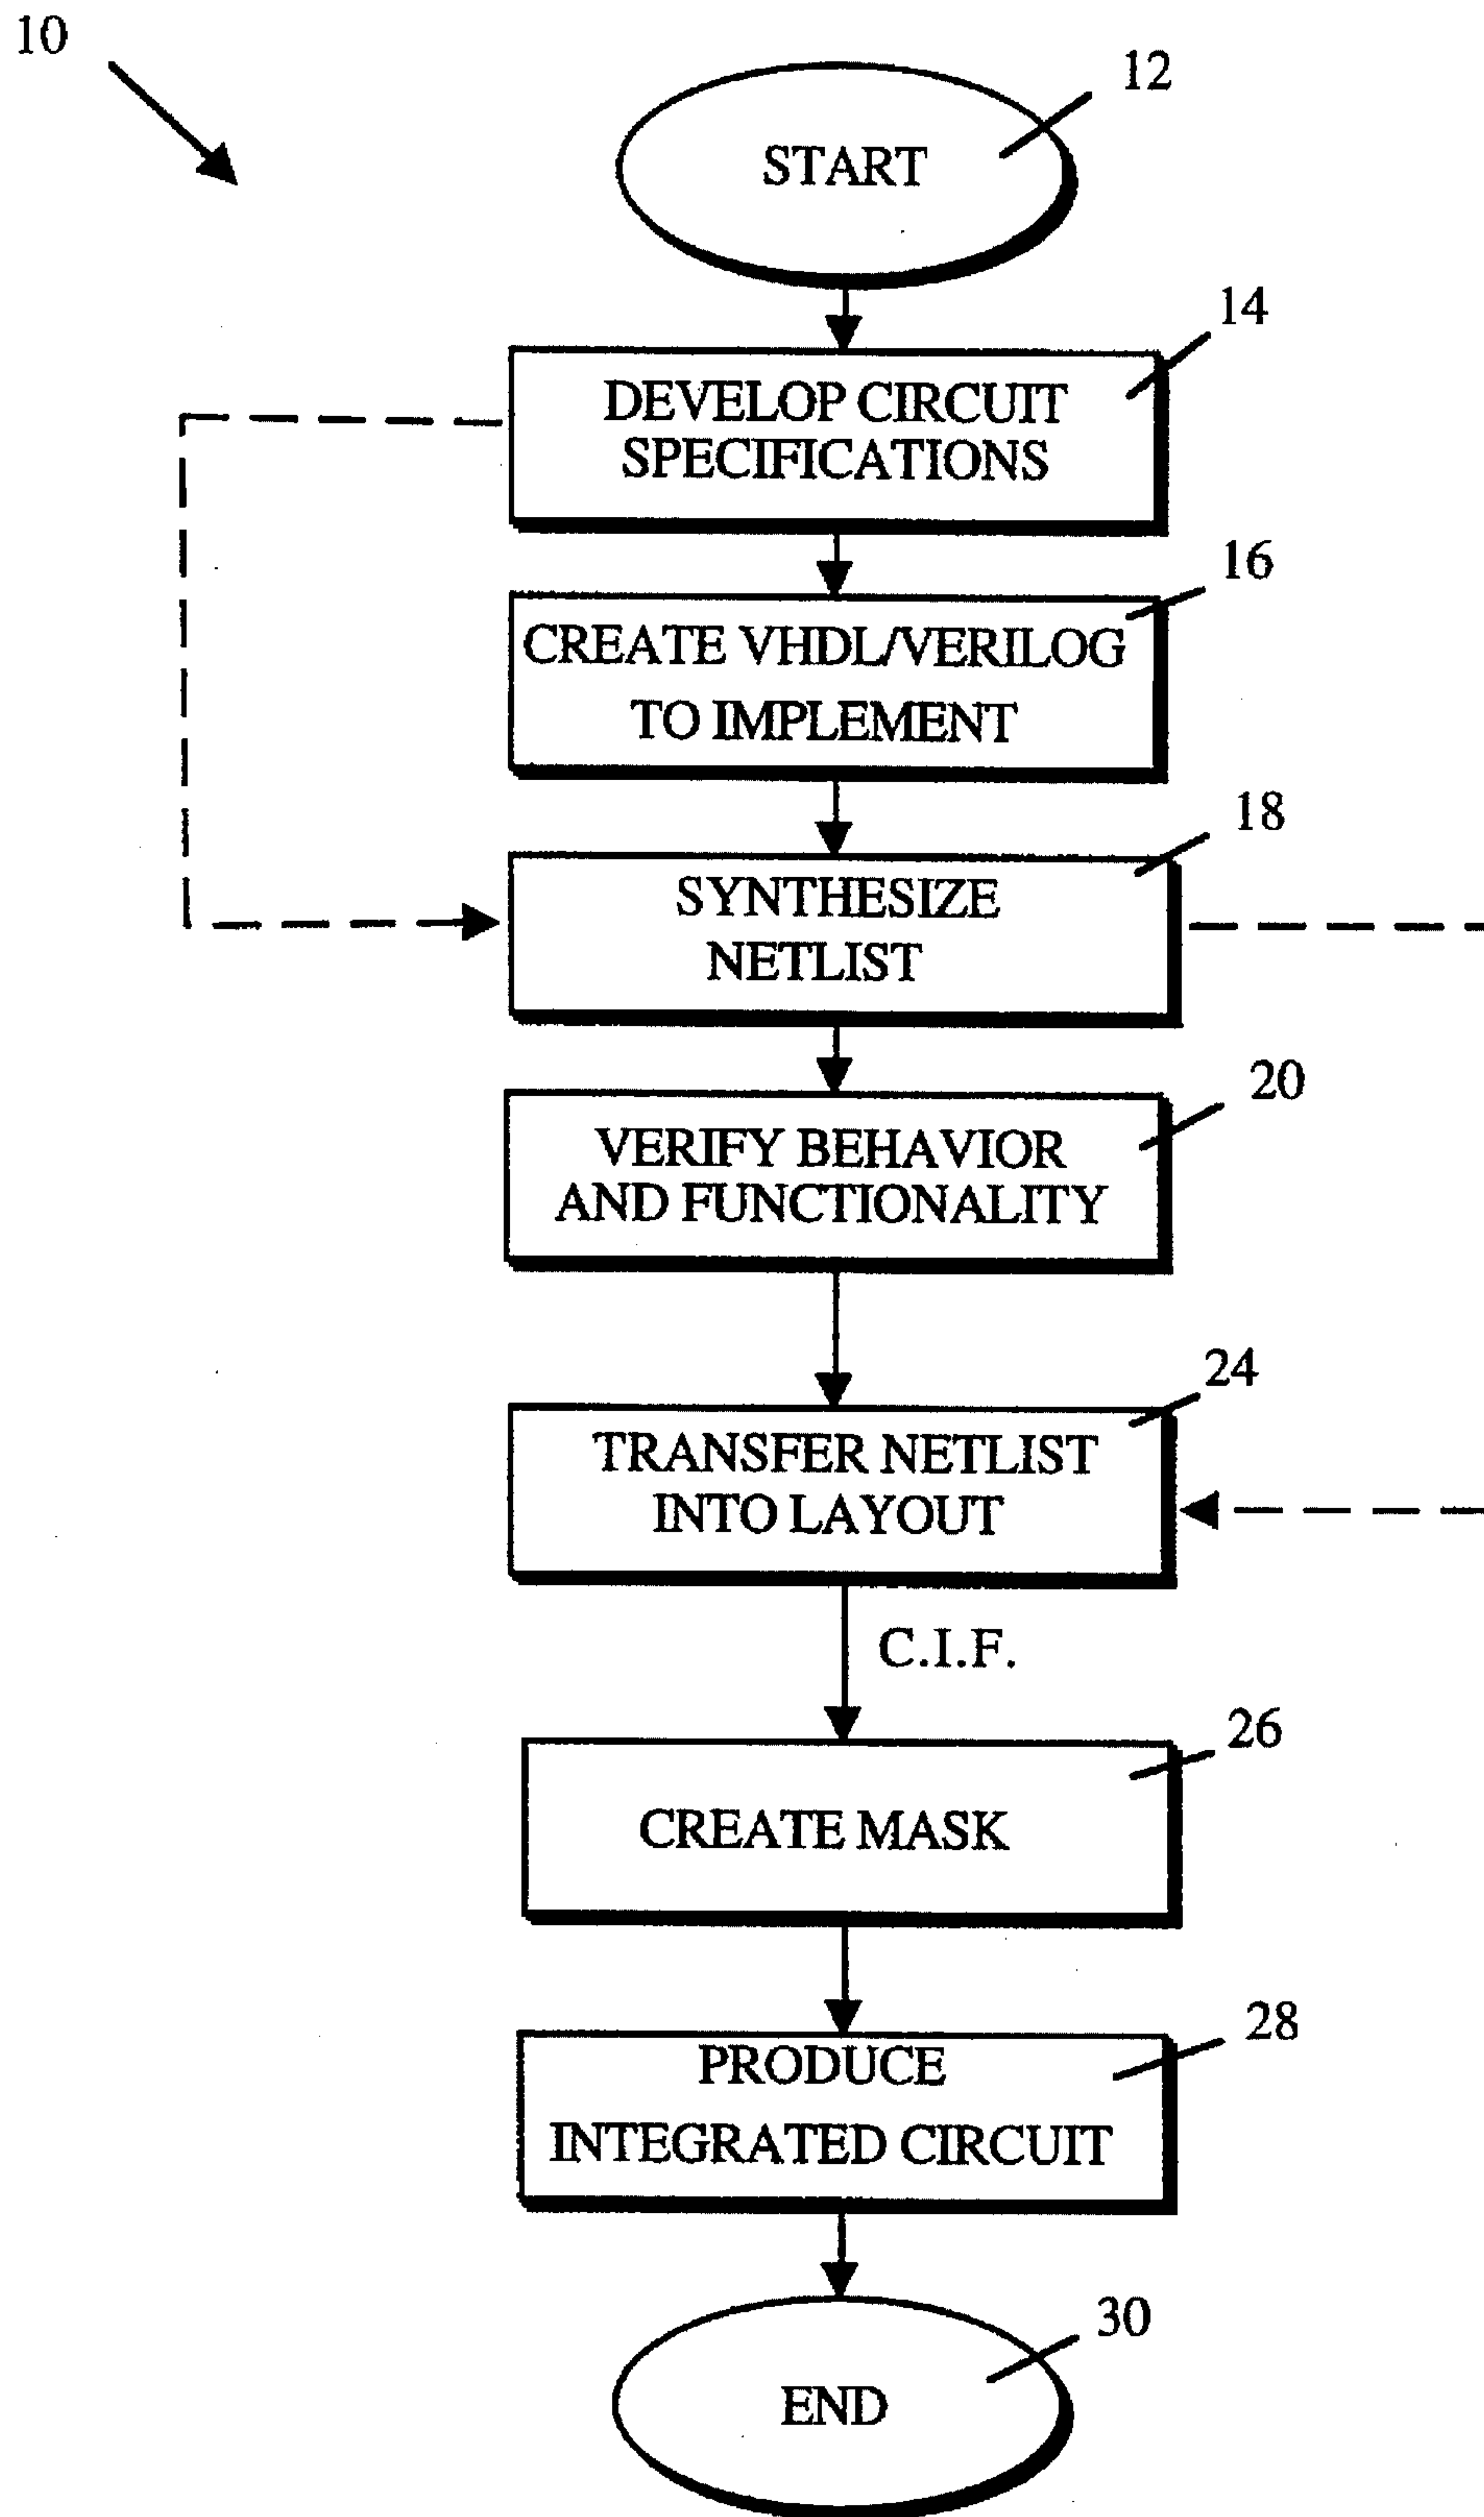 10
12
START
14
DEVELOP CIRCUIT
SPECIFICATIONS
16
CREATE VHDL/VERILOG
TO IMPLEMENT
18
SYNTHESIZE
NETLIST
20
VERIFY BEHAVIOR
AND FUNCTIONALITY
24
TRANSFER NETLIST
INTO LAYOUT
C.I.F.
26
CREATE MASK
28
PRODUCE
INTEGRATED CIRCUIT
30
END